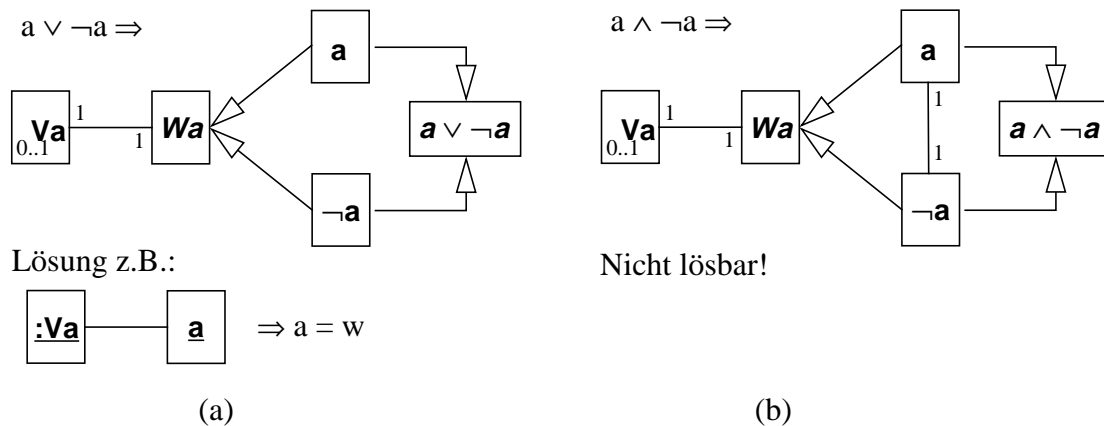 a ∨ ¬a ⇒
a
Va
0..1
1
1
Wa
a ∨ ¬a
¬a
Lösung z.B.:
:Va
a
⇒ a = w
(a)
a ∧ ¬a ⇒
a
1
Va
0..1
1
1
Wa
a ∧ ¬a
1
¬a
Nicht lösbar!
(b)